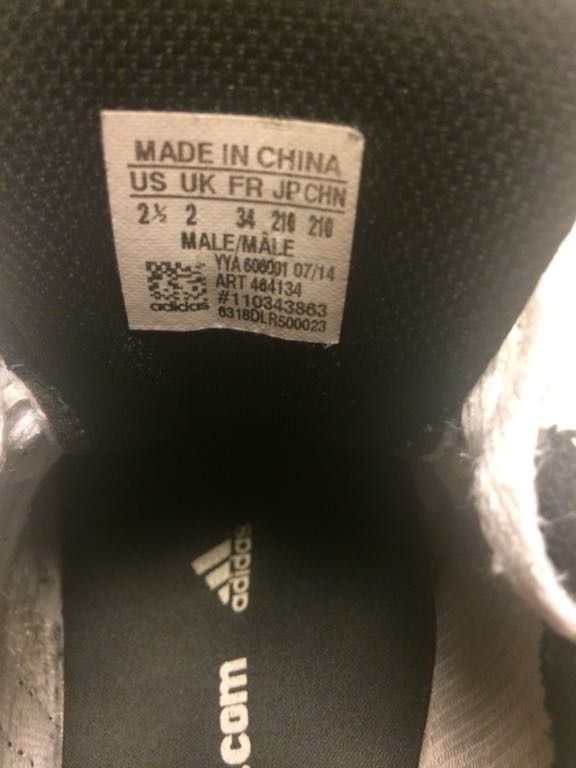 MADE IN CHINA
US UK FR JP CHN
2½ 2 34 210 210
MALE/MÂLE
YYA 606001 07/14
ART 464134
#110343863
6318DLR500023
adidas
adidas
.com